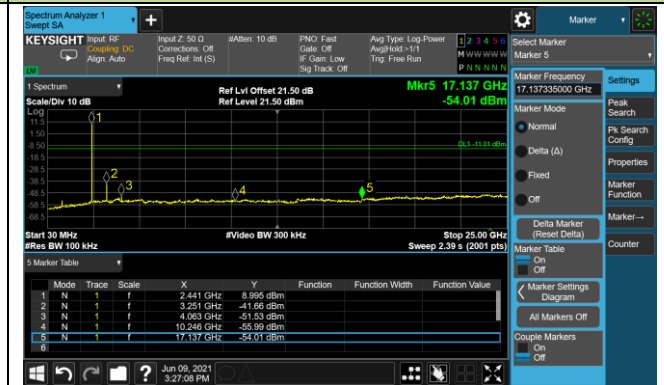 Spectrum Analyzer 1
Swept SA
Marker
KEYSIGHT
Input: RF
Coupling: DC
Align: Auto
Input Z: 50 Ω
Corrections: Off
Freq Ref: Int (S)
#Atten: 10 dB
PNO: Fast
Gate: Off
IF Gain: Low
Sig Track: Off
Avg Type: Log-Power
Avg|Hold:>1/1
Trig: Free Run
1 2 3 4 5 6
M W W W W W
P N N N N N
LNI
Select Marker
Marker 5
1 Spectrum
Scale/Div 10 dB
Ref Lvl Offset 21.50 dB
Ref Level 21.50 dBm
Mkr5 17.137 GHz
-54.01 dBm
Log
11.5
1.50
-8.50
-18.5
-28.5
-38.5
-48.5
-58.5
-68.5
1
2
3
4
5
DL1 -11.01 dBm
Start 30 MHz
#Res BW 100 kHz
#Video BW 300 kHz
Stop 25.00 GHz
Sweep 2.39 s (2001 pts)
5 Marker Table
Mode Trace Scale X Y Function Function Width Function Value
1 N 1 f 2.441 GHz 8.995 dBm
2 N 1 f 3.251 GHz -41.66 dBm
3 N 1 f 4.063 GHz -51.53 dBm
4 N 1 f 10.246 GHz -55.99 dBm
5 N 1 f 17.137 GHz -54.01 dBm
6
Jun 09, 2021
3:27:08 PM
Marker Frequency
17.137335000 GHz
Marker Mode
Normal
Delta (Δ)
Fixed
Off
Delta Marker
(Reset Delta)
Marker Table
On
Off
Marker Settings
Diagram
All Markers Off
Couple Markers
On
Off
Settings
Peak
Search
Pk Search
Config
Properties
Marker
Function
Marker→
Counter